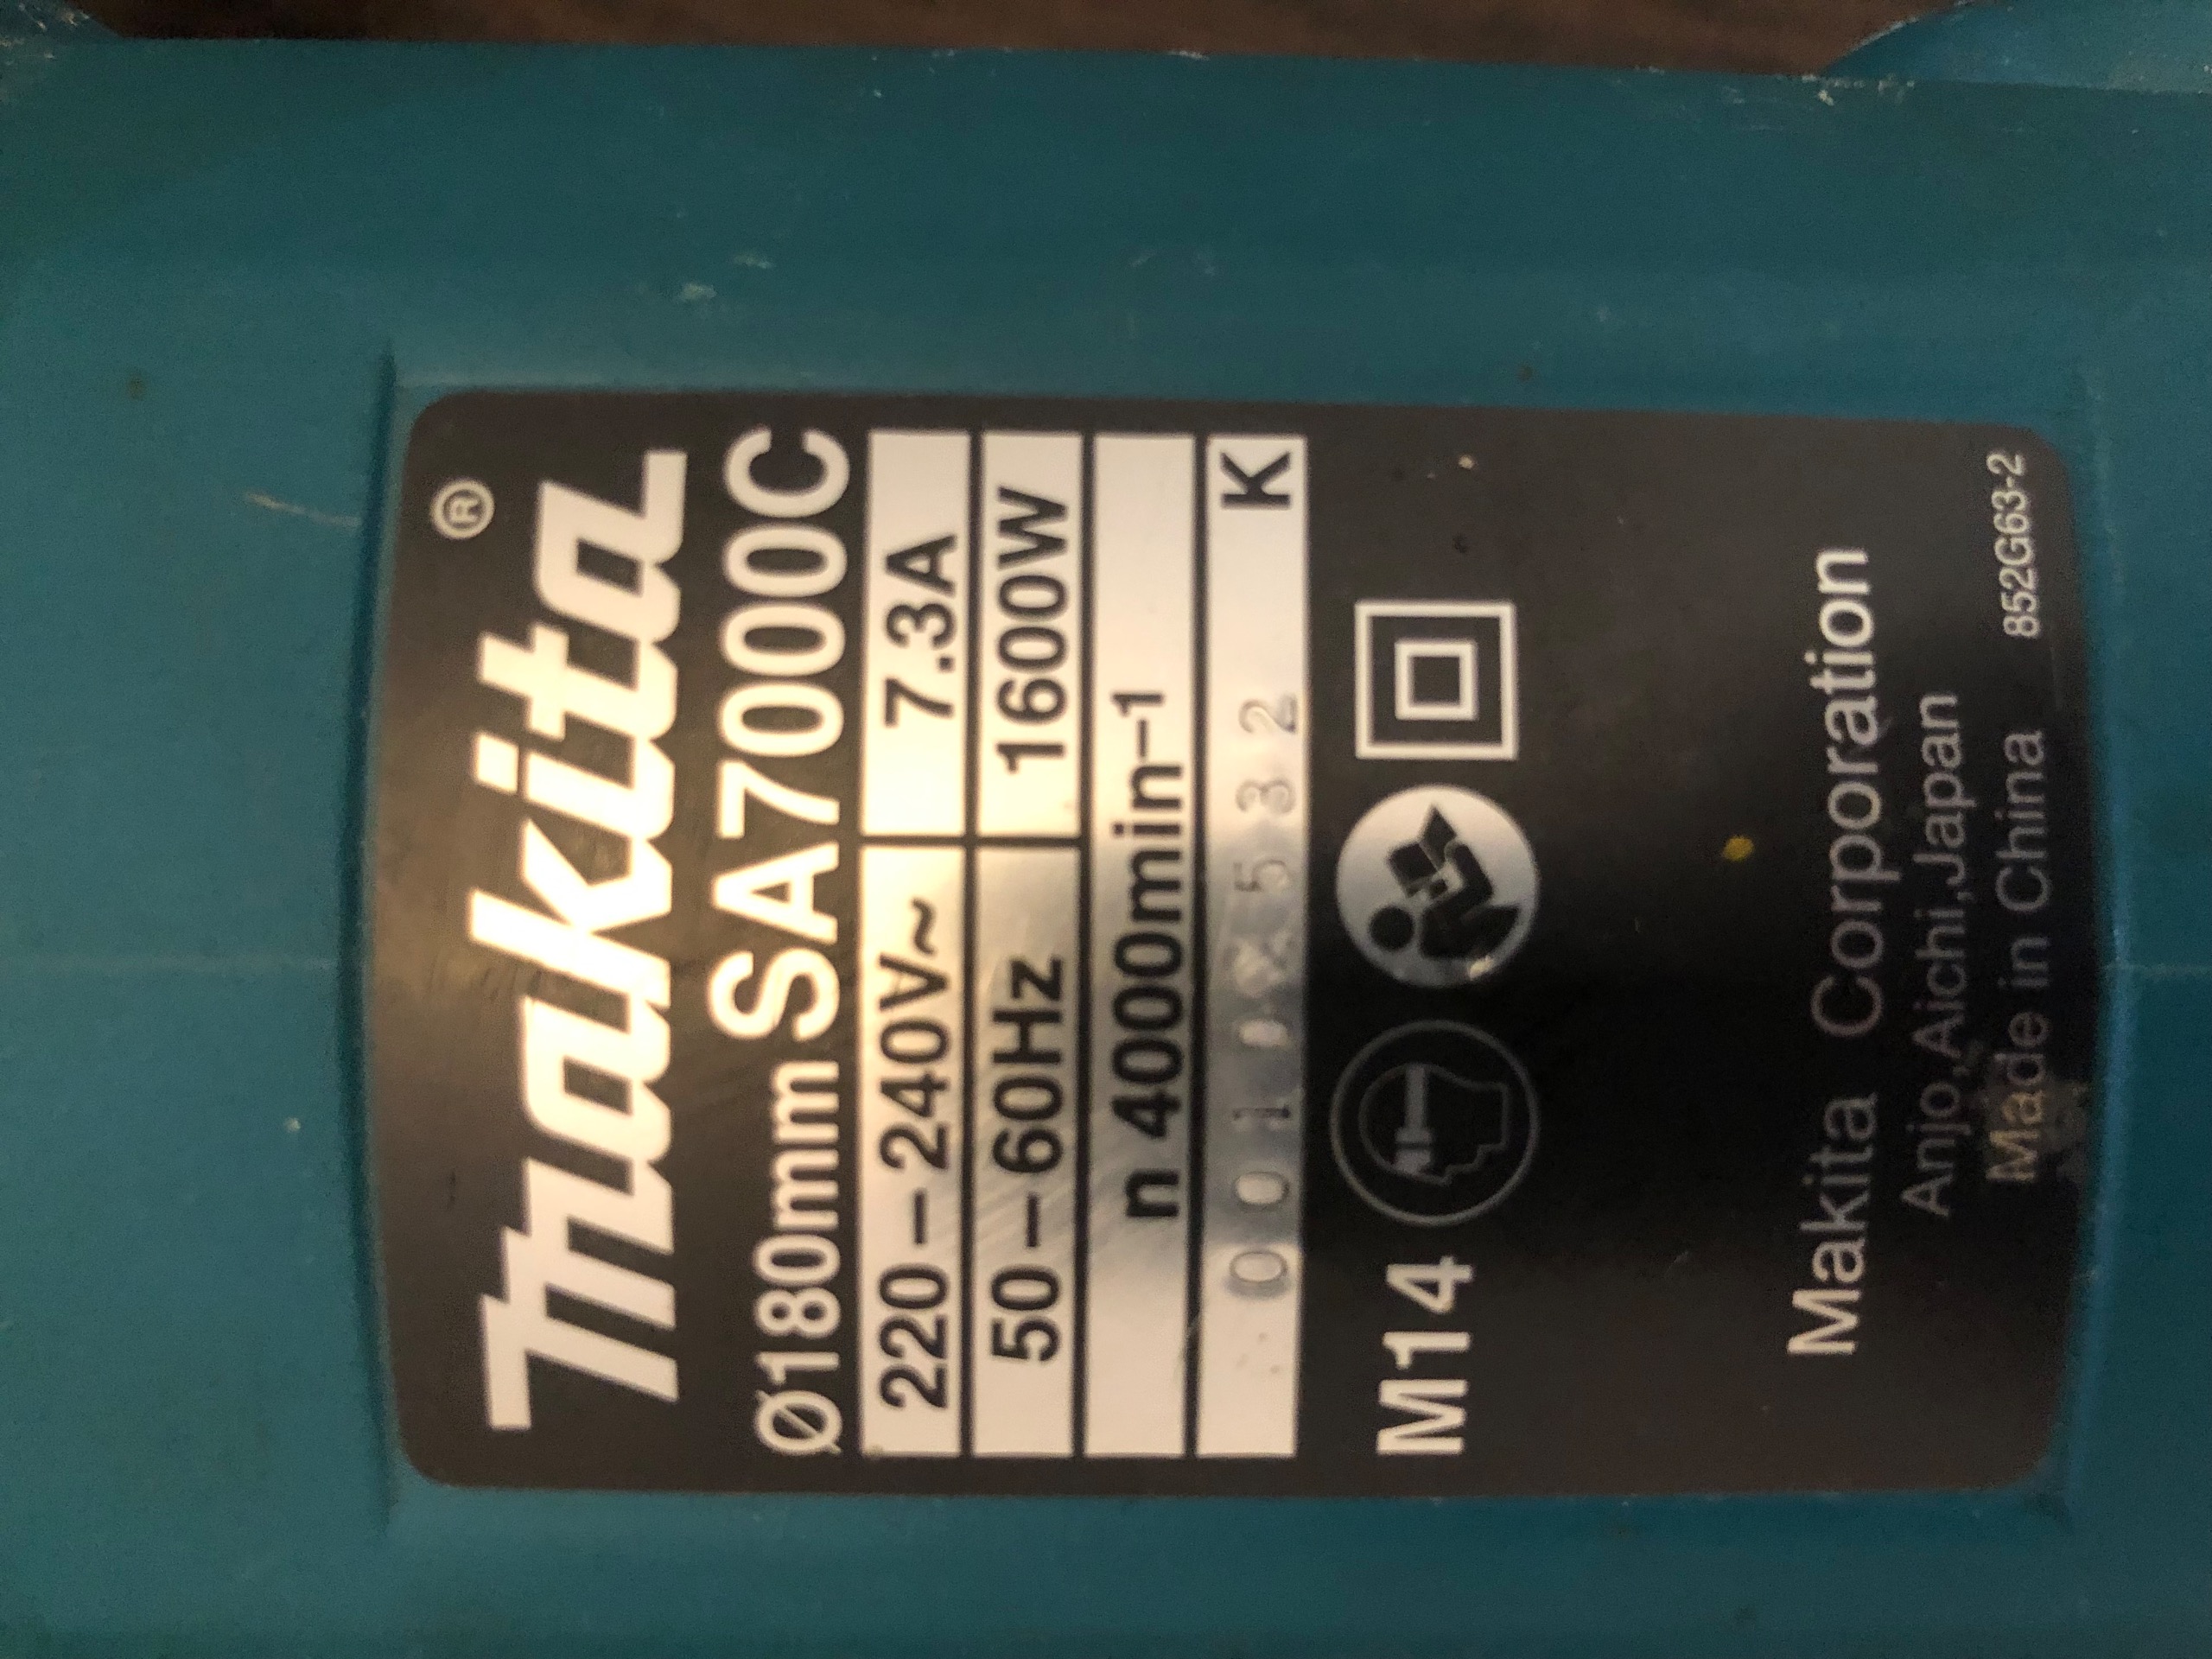 makita®
Ø180mm SA7000C
220–240V~ 7.3A
50–60Hz 1600W
n 4000min⁻¹
K
M14
Makita Corporation
Anjo,Aichi,Japan
Made in China 852G63-2